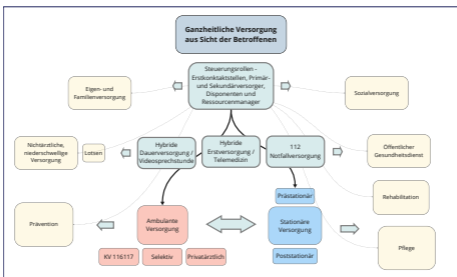 Ganzheitliche Versorgung
aus Sicht der Betroffenen
Steuerungsrollen -
Erstkontaktstellen, Primär-
und Sekundärversorger,
Disponenten und
Ressourcenmanager
Eigen- und
Familienversorgung
Sozialversorgung
Nichtärztliche,
niederschwellige
Versorgung
Lotsen
Hybride
Dauerversorgung /
Videosprechstunde
Hybride
Erstversorgung /
Telemedizin
112
Notfallversorgung
Öffentlicher
Gesundheitsdienst
Prävention
Ambulante
Versorgung
KV 116117
Selektiv
Privatärztlich
Prästationär
Stationäre
Versorgung
Poststationär
Rehabilitation
Pflege